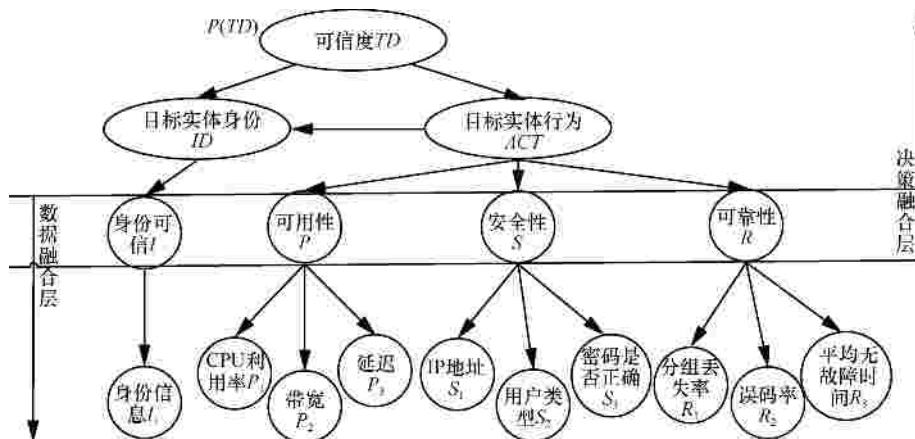 P(TD)
可信度TD
目标实体身份
ID
目标实体行为
ACT
决策融合层
数据融合层
身份可
信I
可用性
P
安全性
S
可靠性
R
身份信
息I₁
CPU利
用率P
带宽
P₂
延迟
P₃
IP地址
S₁
用户类
型S₂
密码是
否正确
S₃
分组丢
失率
R₁
误码率
R₂
平均无
故障时
间R₃